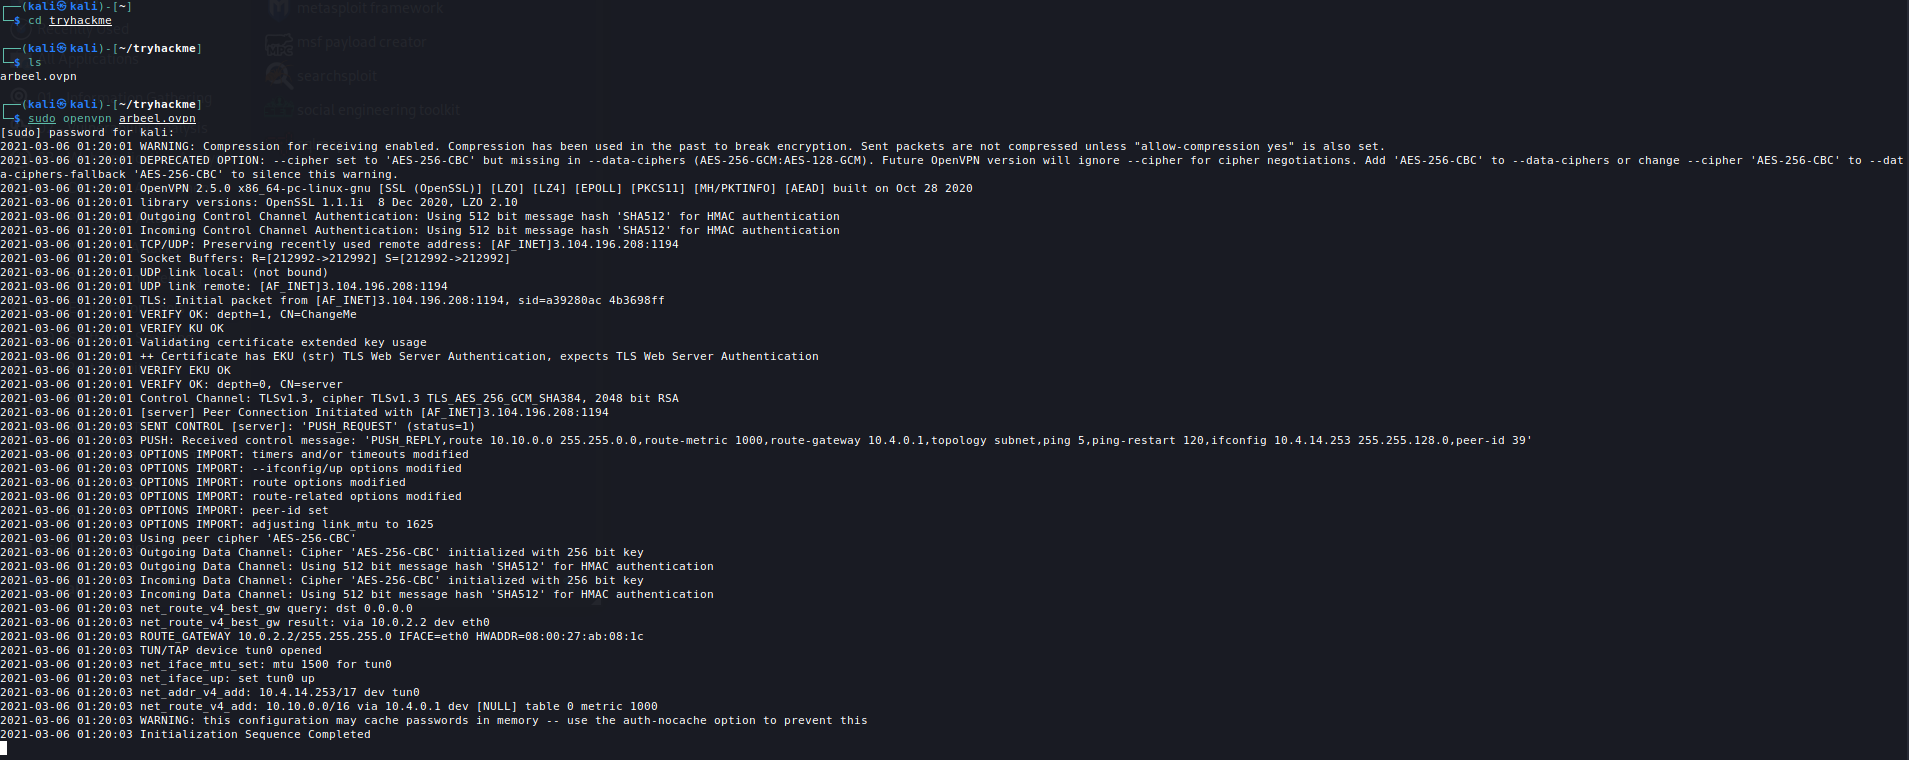 ┌──(kali㉿kali)-[~]
└─$ cd tryhackme
┌──(kali㉿kali)-[~/tryhackme]
└─$ ls
arbeel.ovpn
┌──(kali㉿kali)-[~/tryhackme]
└─$ sudo openvpn arbeel.ovpn
[sudo] password for kali:
2021-03-06 01:20:01 WARNING: Compression for receiving enabled. Compression has been used in the past to break encryption. Sent packets are not compressed unless "allow-compression yes" is also set.
2021-03-06 01:20:01 DEPRECATED OPTION: --cipher set to 'AES-256-CBC' but missing in --data-ciphers (AES-256-GCM:AES-128-GCM). Future OpenVPN version will ignore --cipher for cipher negotiations. Add 'AES-256-CBC' to --data-ciphers or change --cipher 'AES-256-CBC' to --dat
a-ciphers-fallback 'AES-256-CBC' to silence this warning.
2021-03-06 01:20:01 OpenVPN 2.5.0 x86_64-pc-linux-gnu [SSL (OpenSSL)] [LZO] [LZ4] [EPOLL] [PKCS11] [MH/PKTINFO] [AEAD] built on Oct 28 2020
2021-03-06 01:20:01 library versions: OpenSSL 1.1.1i  8 Dec 2020, LZO 2.10
2021-03-06 01:20:01 Outgoing Control Channel Authentication: Using 512 bit message hash 'SHA512' for HMAC authentication
2021-03-06 01:20:01 Incoming Control Channel Authentication: Using 512 bit message hash 'SHA512' for HMAC authentication
2021-03-06 01:20:01 TCP/UDP: Preserving recently used remote address: [AF_INET]3.104.196.208:1194
2021-03-06 01:20:01 Socket Buffers: R=[212992->212992] S=[212992->212992]
2021-03-06 01:20:01 UDP link local: (not bound)
2021-03-06 01:20:01 UDP link remote: [AF_INET]3.104.196.208:1194
2021-03-06 01:20:01 TLS: Initial packet from [AF_INET]3.104.196.208:1194, sid=a39280ac 4b3698ff
2021-03-06 01:20:01 VERIFY OK: depth=1, CN=ChangeMe
2021-03-06 01:20:01 VERIFY KU OK
2021-03-06 01:20:01 Validating certificate extended key usage
2021-03-06 01:20:01 ++ Certificate has EKU (str) TLS Web Server Authentication, expects TLS Web Server Authentication
2021-03-06 01:20:01 VERIFY EKU OK
2021-03-06 01:20:01 VERIFY OK: depth=0, CN=server
2021-03-06 01:20:01 Control Channel: TLSv1.3, cipher TLSv1.3 TLS_AES_256_GCM_SHA384, 2048 bit RSA
2021-03-06 01:20:01 [server] Peer Connection Initiated with [AF_INET]3.104.196.208:1194
2021-03-06 01:20:03 SENT CONTROL [server]: 'PUSH_REQUEST' (status=1)
2021-03-06 01:20:03 PUSH: Received control message: 'PUSH_REPLY,route 10.10.0.0 255.255.0.0,route-metric 1000,route-gateway 10.4.0.1,topology subnet,ping 5,ping-restart 120,ifconfig 10.4.14.253 255.255.128.0,peer-id 39'
2021-03-06 01:20:03 OPTIONS IMPORT: timers and/or timeouts modified
2021-03-06 01:20:03 OPTIONS IMPORT: --ifconfig/up options modified
2021-03-06 01:20:03 OPTIONS IMPORT: route options modified
2021-03-06 01:20:03 OPTIONS IMPORT: route-related options modified
2021-03-06 01:20:03 OPTIONS IMPORT: peer-id set
2021-03-06 01:20:03 OPTIONS IMPORT: adjusting link_mtu to 1625
2021-03-06 01:20:03 Using peer cipher 'AES-256-CBC'
2021-03-06 01:20:03 Outgoing Data Channel: Cipher 'AES-256-CBC' initialized with 256 bit key
2021-03-06 01:20:03 Outgoing Data Channel: Using 512 bit message hash 'SHA512' for HMAC authentication
2021-03-06 01:20:03 Incoming Data Channel: Cipher 'AES-256-CBC' initialized with 256 bit key
2021-03-06 01:20:03 Incoming Data Channel: Using 512 bit message hash 'SHA512' for HMAC authentication
2021-03-06 01:20:03 net_route_v4_best_gw query: dst 0.0.0.0
2021-03-06 01:20:03 net_route_v4_best_gw result: via 10.0.2.2 dev eth0
2021-03-06 01:20:03 ROUTE_GATEWAY 10.0.2.2/255.255.255.0 IFACE=eth0 HWADDR=08:00:27:ab:08:1c
2021-03-06 01:20:03 TUN/TAP device tun0 opened
2021-03-06 01:20:03 net_iface_mtu_set: mtu 1500 for tun0
2021-03-06 01:20:03 net_iface_up: set tun0 up
2021-03-06 01:20:03 net_addr_v4_add: 10.4.14.253/17 dev tun0
2021-03-06 01:20:03 net_route_v4_add: 10.10.0.0/16 via 10.4.0.1 dev [NULL] table 0 metric 1000
2021-03-06 01:20:03 WARNING: this configuration may cache passwords in memory -- use the auth-nocache option to prevent this
2021-03-06 01:20:03 Initialization Sequence Completed
metasploit framework
msf payload creator
searchsploit
social engineering toolkit